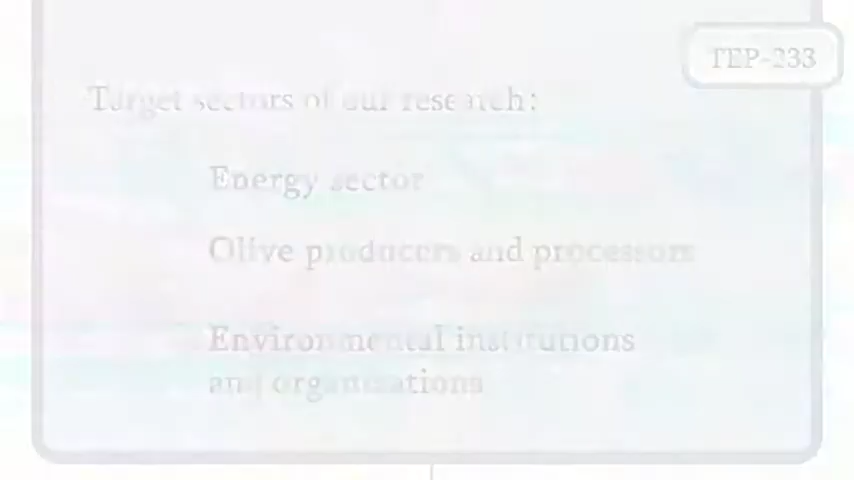 TEP-233
Target sectors of our research:
Energy sector
Olive producers and processors
Environmental institutions
and organizations